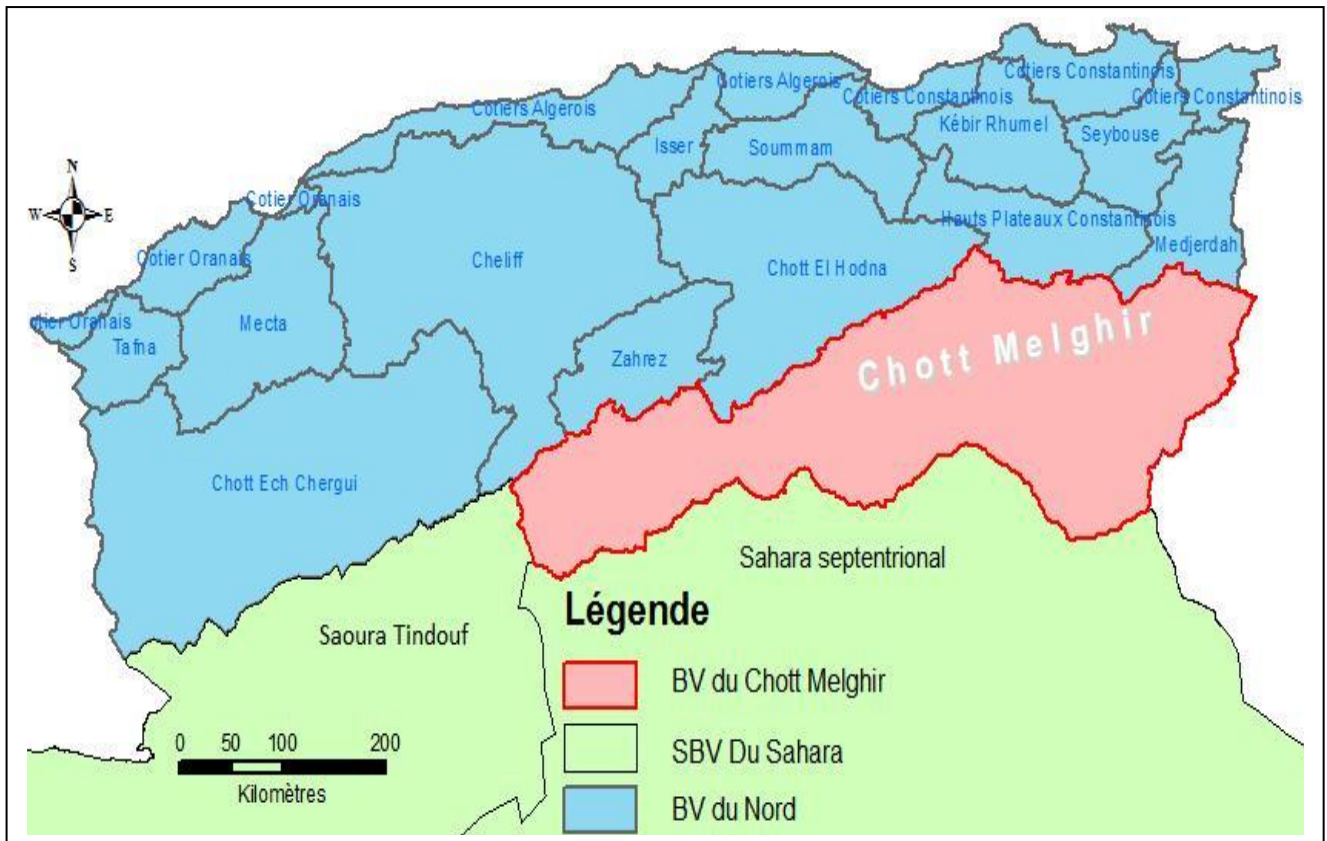 Cotiers Constantinois
Cotiers Algerois
Cotiers Constantinois
Cotiers Constantinois
Cotiers Algerois
Kébir Rhumel
Seybouse
Isser
Soummam
N
W
E
S
Cotier Oranais
Hauts Plateaux Constantinois
Medjerdah
Cotier Oranais
Cheliff
Chott El Hodna
otier Oranais
Mecta
Tafna
Zahrez
Chott Melghir
Chott Ech Chergui
Sahara septentrional
Saoura Tindouf
Légende
BV du Chott Melghir
SBV Du Sahara
BV du Nord
0 50 100 200
Kilomètres